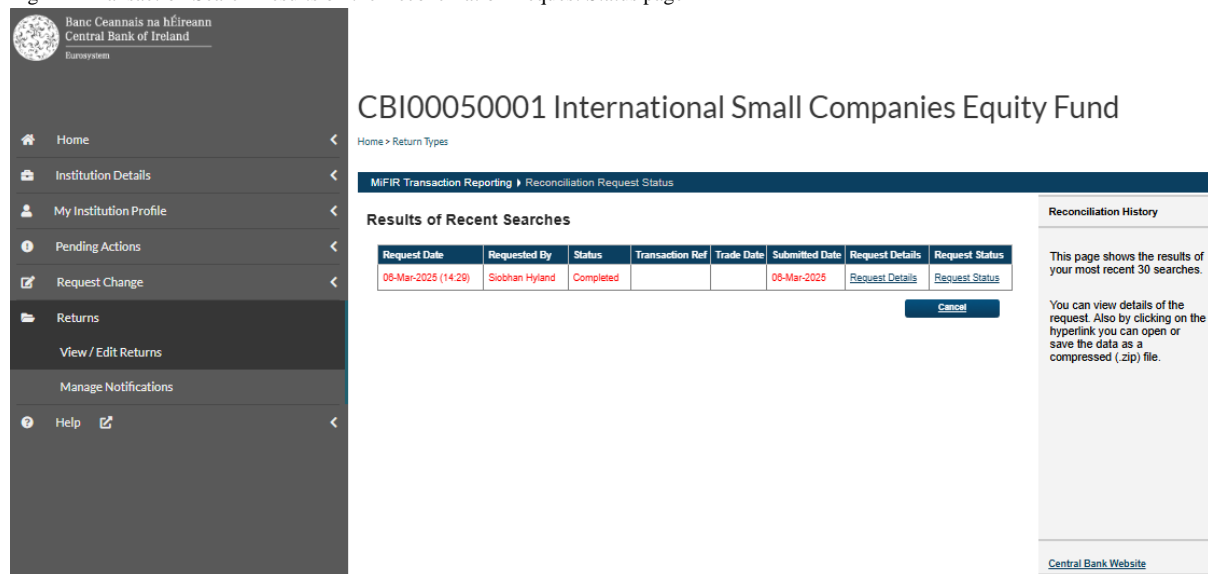 Banc Ceannais na hÉireann
Central Bank of Ireland
Eurosystem
Home
Institution Details
My Institution Profile
Pending Actions
Request Change
Returns
View / Edit Returns
Manage Notifications
Help
CBI00050001 International Small Companies Equity Fund
Home > Return Types
MiFIR Transaction Reporting Reconciliation Request Status
Results of Recent Searches
Request Date Requested By Status Transaction Ref Trade Date Submitted Date Request Details Request Status
06-Mar-2025 (14:29) Siobhan Hyland Completed 06-Mar-2025 Request Details Request Status
Cancel
Reconciliation History
This page shows the results of
your most recent 30 searches.
You can view details of the
request. Also by clicking on the
hyperlink you can open or
save the data as a
compressed (.zip) file.
Central Bank Website